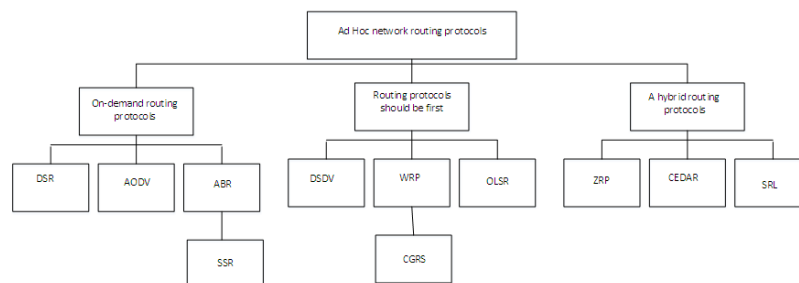 Ad Hoc network routing protocols
On-demand routing
protocols
Routing protocols
should be first
A hybrid routing
protocols
DSR
AODV
ABR
DSDV
WRP
OLSR
ZRP
CEDAR
SRL
SSR
CGRS